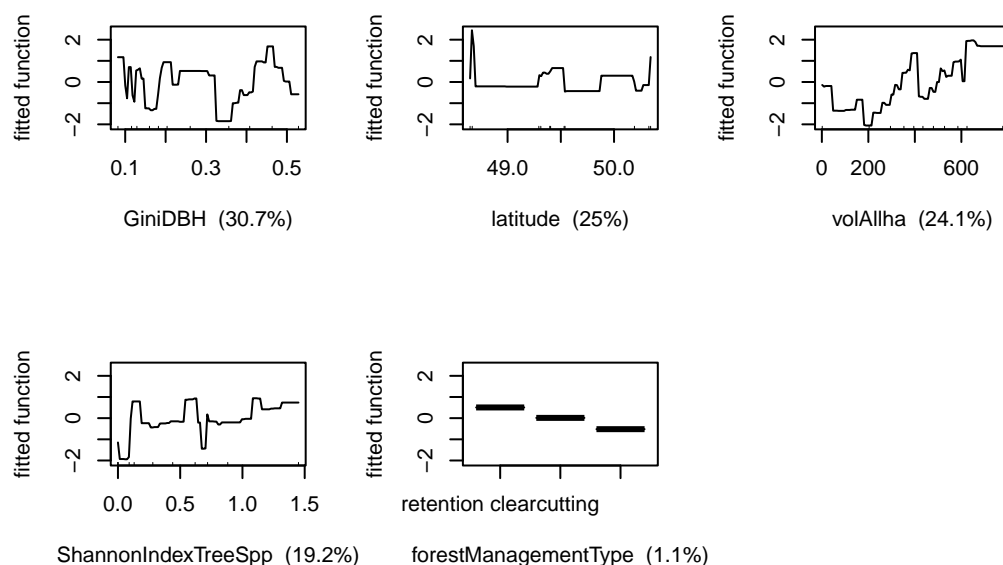 2
0
−2
fitted function
0.1
0.3
0.5
GiniDBH (30.7%)
2
0
−2
fitted function
49.0
50.0
latitude (25%)
2
0
−2
fitted function
0
200
600
volAllha (24.1%)
2
0
−2
fitted function
0.0
0.5
1.0
1.5
ShannonIndexTreeSpp (19.2%)
2
0
−2
fitted function
retention clearcutting
forestManagementType (1.1%)